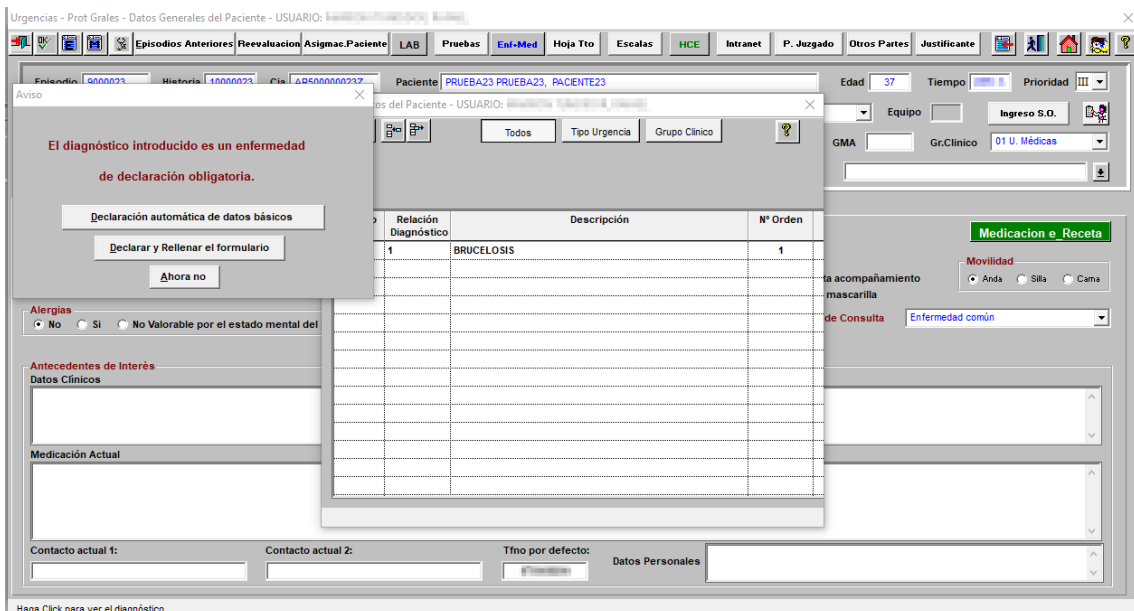 Urgencias - Prot Grales - Datos Generales del Paciente - USUARIO:
OK Episodios Anteriores Reevaluacion Asigmac.Paciente LAB Pruebas Enf+Med Hoja Tto Escalas HCE Intranet P. Juzgado Otros Partes Justificante ?
Episodio 9000023 Historia 10000023 Cia AR500000023Z Paciente PRUEBA23 PRUEBA23, PACIENTE23 Edad 37 Tiempo Prioridad III
Aviso
os del Paciente - USUARIO:
Equipo Ingreso S.O.
Todos Tipo Urgencia Grupo Clinico ?
GMA Gr.Clinico 01 U. Médicas
El diagnóstico introducido es un enfermedad
de declaración obligatoria.
Declaración automática de datos básicos
Declarar y Rellenar el formulario
Ahora no
Relación Diagnóstico Descripción Nº Orden
1 BRUCELOSIS 1
Medicacion e_Receta
Movilidad
ta acompañamiento Anda Silla Cama
mascarilla
Alergias
No Si No Valorable por el estado mental del
de Consulta Enfermedad común
Antecedentes de Interés
Datos Clínicos
Medicación Actual
Contacto actual 1: Contacto actual 2: Tfno por defecto:
Datos Personales
Haga Click para ver el diagnóstico